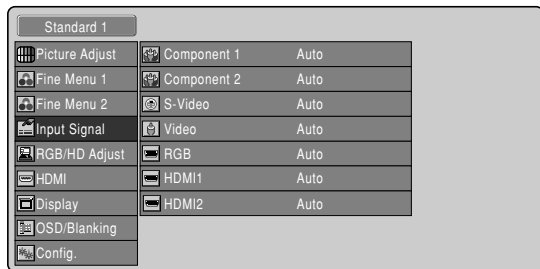 Standard 1
Picture Adjust Component 1 Auto
Fine Menu 1 Component 2 Auto
Fine Menu 2 S-Video Auto
Input Signal Video Auto
RGB/HD Adjust RGB Auto
HDMI HDMI1 Auto
Display HDMI2 Auto
OSD/Blanking
Config.